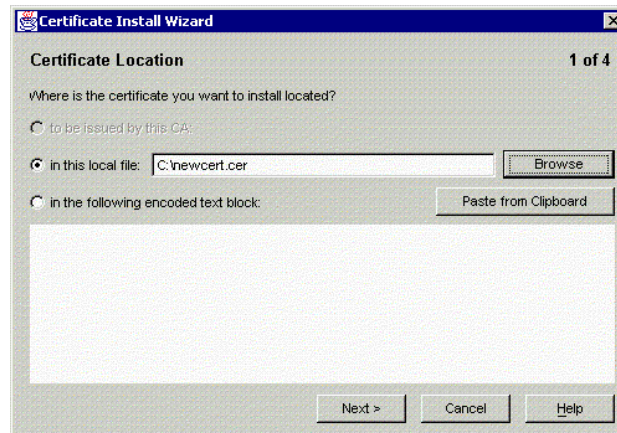 Certificate Install Wizard
Certificate Location 1 of 4
Where is the certificate you want to install located?
to be issued by this CA:
in this local file: C:\newcert.cer Browse
in the following encoded text block: Paste from Clipboard
Next > Cancel Help